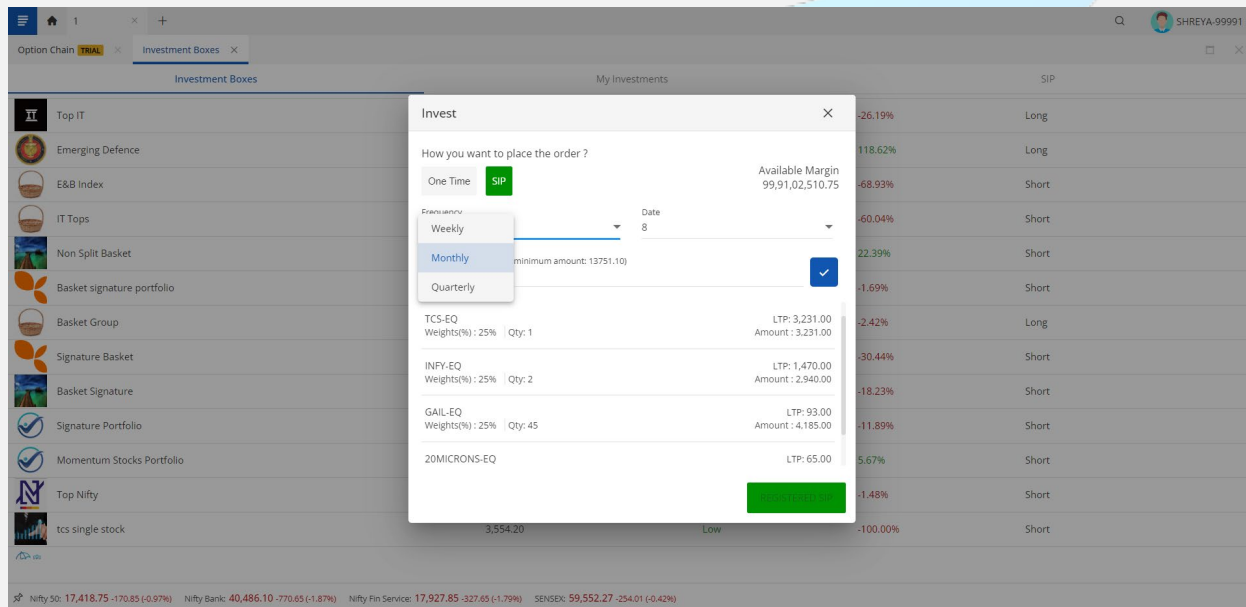 1
SHREYA-99991
Option Chain TRIAL
Investment Boxes
Investment Boxes
My Investments
SIP
Top IT
-26.19%
Long
Emerging Defence
118.62%
Long
E&B Index
-68.93%
Short
IT Tops
-60.04%
Short
Non Split Basket
22.39%
Short
Basket signature portfolio
-1.69%
Short
Basket Group
-2.42%
Long
Signature Basket
-30.44%
Short
Basket Signature
-18.23%
Short
Signature Portfolio
-11.89%
Short
Momentum Stocks Portfolio
5.67%
Short
Top Nifty
-1.48%
Short
tcs single stock
3,554.20
Low
-100.00%
Short
Invest
How you want to place the order ?
One Time
SIP
Available Margin
99,91,02,510.75
Frequency
Date
8
Weekly
Monthly
Quarterly
minimum amount: 13751.10)
TCS-EQ
LTP: 3,231.00
Weights(%) : 25% Qty: 1
Amount : 3,231.00
INFY-EQ
LTP: 1,470.00
Weights(%) : 25% Qty: 2
Amount : 2,940.00
GAIL-EQ
LTP: 93.00
Weights(%) : 25% Qty: 45
Amount : 4,185.00
20MICRONS-EQ
LTP: 65.00
REGISTERED SIP
Nifty 50: 17,418.75 -170.85 (-0.97%) Nifty Bank: 40,486.10 -770.65 (-1.87%) Nifty Fin Service: 17,927.85 -327.65 (-1.79%) SENSEX: 59,552.27 -254.01 (-0.42%)